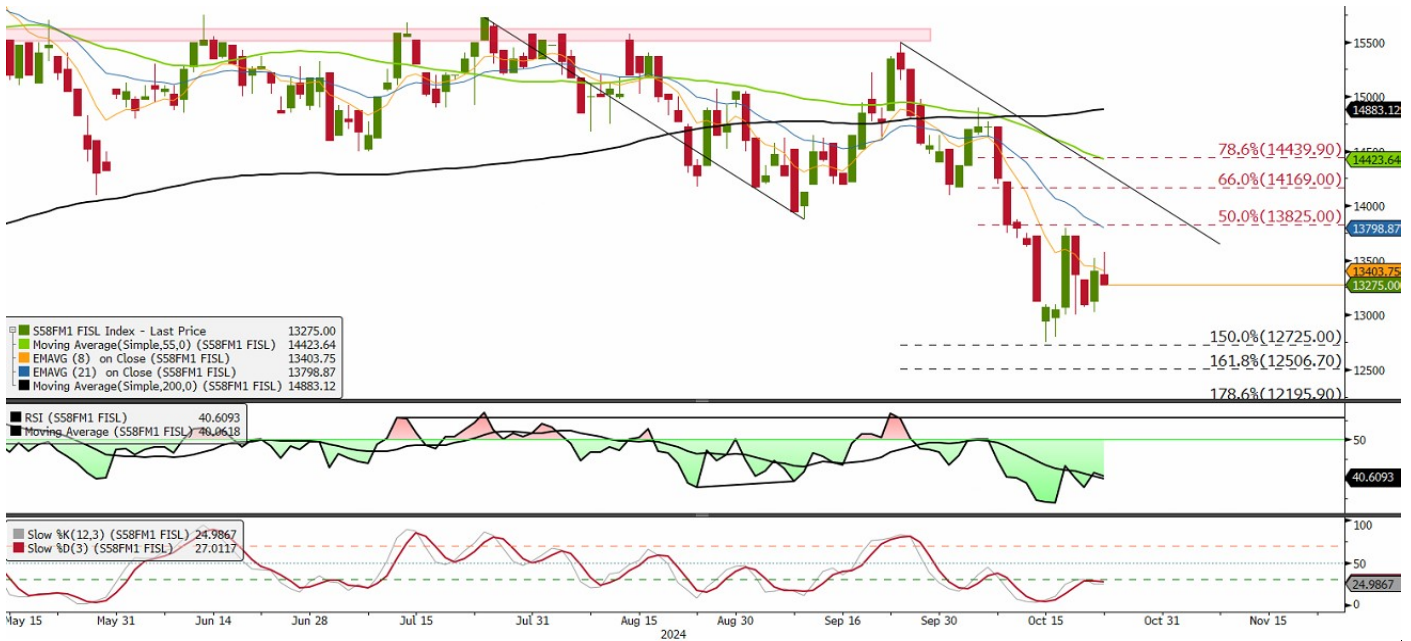 15500
15000
14883.12
78.6%(14439.90)
14500
14423.64
66.0%(14169.00)
14000
50.0%(13825.00)
13798.87
13500
13403.75
13275.00
13000
150.0%(12725.00)
161.8%(12506.70)
12500
178.6%(12195.90)
S58FM1 FISL Index - Last Price 13275.00
Moving Average(Simple,55,0) (S58FM1 FISL) 14423.64
EMAVG (8) on Close (S58FM1 FISL) 13403.75
EMAVG (21) on Close (S58FM1 FISL) 13798.87
Moving Average(Simple,200,0) (S58FM1 FISL) 14883.12
RSI (S58FM1 FISL) 40.6093
Moving Average (S58FM1 FISL) 40.0618
50
40.6093
Slow %K(12,3) (S58FM1 FISL) 24.9867
Slow %D(3) (S58FM1 FISL) 27.0117
100
50
24.9867
0
May 15 May 31 Jun 14 Jun 28 Jul 15 Jul 31 Aug 15 Aug 30 Sep 16 Sep 30 Oct 15 Oct 31 Nov 15
2024